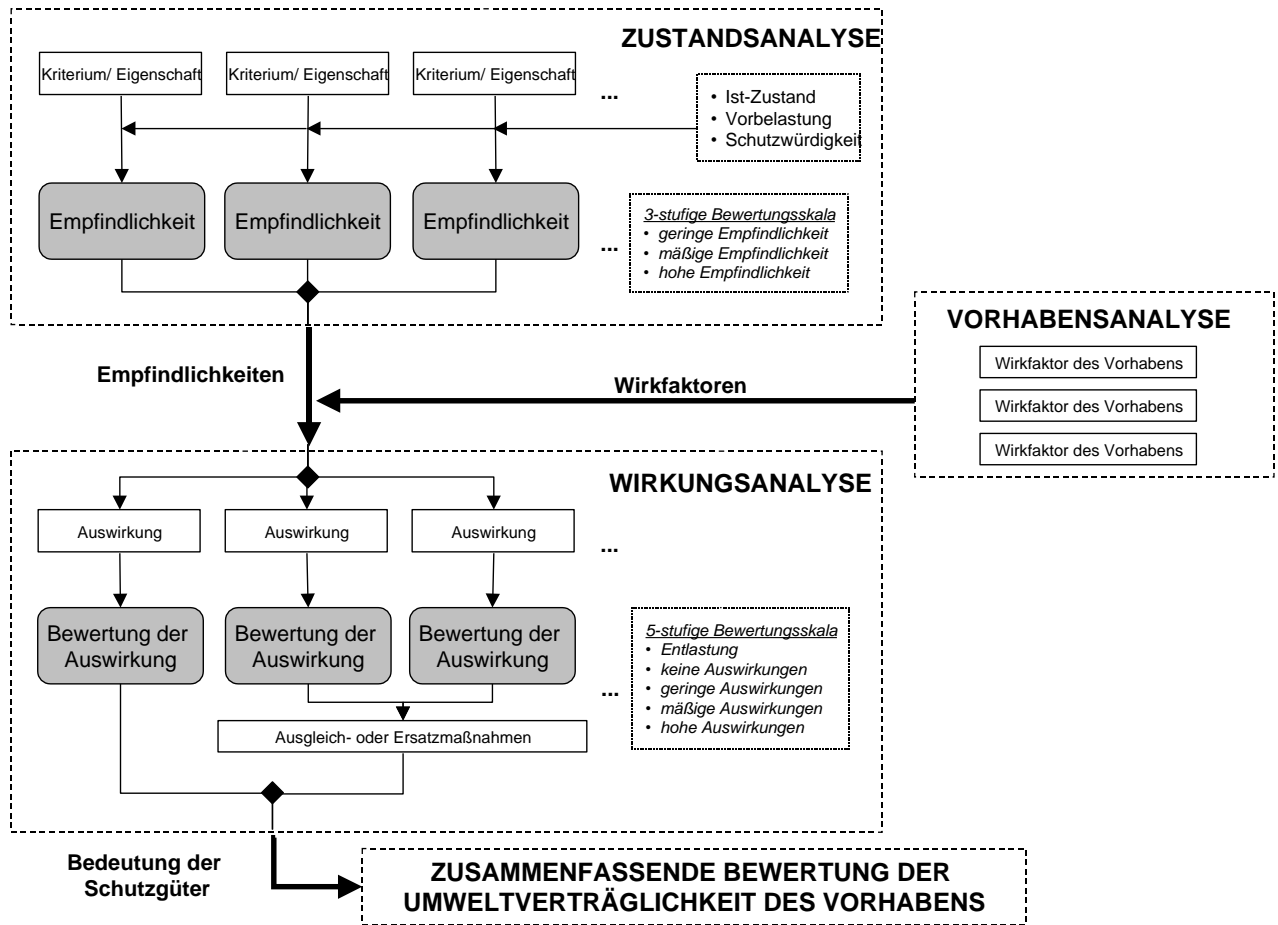 ZUSTANDSANALYSE
Kriterium/ Eigenschaft
Kriterium/ Eigenschaft
Kriterium/ Eigenschaft
...
• Ist-Zustand
• Vorbelastung
• Schutzwürdigkeit
Empfindlichkeit
Empfindlichkeit
Empfindlichkeit
...
3-stufige Bewertungsskala
• geringe Empfindlichkeit
• mäßige Empfindlichkeit
• hohe Empfindlichkeit
VORHABENSANALYSE
Wirkfaktor des Vorhabens
Wirkfaktor des Vorhabens
Wirkfaktor des Vorhabens
Empfindlichkeiten
Wirkfaktoren
WIRKUNGSANALYSE
Auswirkung
Auswirkung
Auswirkung
...
Bewertung der
Auswirkung
Bewertung der
Auswirkung
Bewertung der
Auswirkung
...
5-stufige Bewertungsskala
• Entlastung
• keine Auswirkungen
• geringe Auswirkungen
• mäßige Auswirkungen
• hohe Auswirkungen
Ausgleich- oder Ersatzmaßnahmen
Bedeutung der
Schutzgüter
ZUSAMMENFASSENDE BEWERTUNG DER
UMWELTVERTRÄGLICHKEIT DES VORHABENS